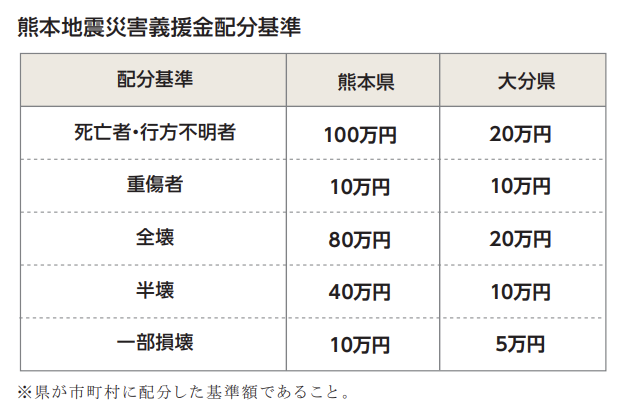 熊本地震災害義援金配分基準
配分基準 熊本県 大分県
死亡者・行方不明者 100万円 20万円
重傷者 10万円 10万円
全壊 80万円 20万円
半壊 40万円 10万円
一部損壊 10万円 5万円
※県が市町村に配分した基準額であること。